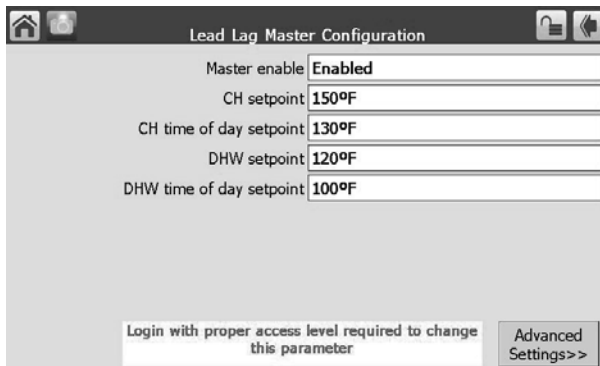 Lead Lag Master Configuration
Master enable Enabled
CH setpoint 150ºF
CH time of day setpoint 130ºF
DHW setpoint 120ºF
DHW time of day setpoint 100ºF
Login with proper access level required to change
this parameter
Advanced
Settings>>